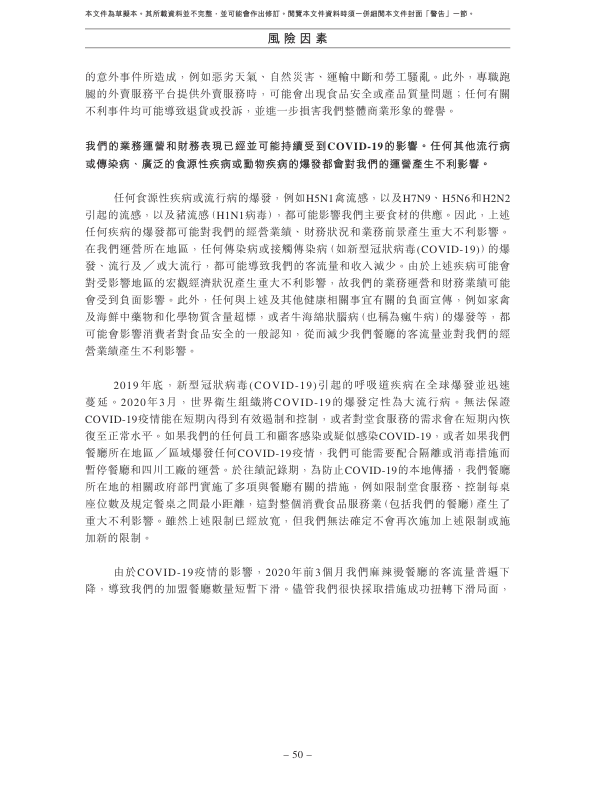 本文件為草擬本。其所載資料並不完整，並可能會作出修訂。閱覽本文件資料時須一併細閱本文件封面「警告」一節。
風險因素
的意外事件所造成，例如惡劣天氣、自然災害、運輸中斷和勞工騷亂。此外，專職跑
腿的外賣服務平台提供外賣服務時，可能會出現食品安全或產品質量問題；任何有關
不利事件均可能導致退貨或投訴，並進一步損害我們整體商業形象的聲譽。
我們的業務運營和財務表現已經並可能持續受到COVID-19的影響。任何其他流行病
或傳染病、廣泛的食源性疾病或動物疾病的爆發都會對我們的運營產生不利影響。
任何食源性疾病或流行病的爆發，例如H5N1禽流感，以及H7N9、H5N6和H2N2
引起的流感，以及豬流感(H1N1病毒)，都可能影響我們主要食材的供應。因此，上述
任何疾病的爆發都可能對我們的經營業績、財務狀況和業務前景產生重大不利影響。
在我們運營所在地區，任何傳染病或接觸傳染病(如新型冠狀病毒(COVID-19))的爆
發、流行及／或大流行，都可能導致我們的客流量和收入減少。由於上述疾病可能會
對受影響地區的宏觀經濟狀況產生重大不利影響，故我們的業務運營和財務業績可能
會受到負面影響。此外，任何與上述及其他健康相關事宜有關的負面宣傳，例如家禽
及海鮮中藥物和化學物質含量超標，或者牛海綿狀腦病(也稱為瘋牛病)的爆發等，都
可能會影響消費者對食品安全的一般認知，從而減少我們餐廳的客流量並對我們的經
營業績產生不利影響。
2019年底，新型冠狀病毒(COVID-19)引起的呼吸道疾病在全球爆發並迅速
蔓延。2020年3月，世界衛生組織將COVID-19的爆發定性為大流行病。無法保證
COVID-19疫情能在短期內得到有效遏制和控制，或者對堂食服務的需求會在短期內恢
復至正常水平。如果我們的任何員工和顧客感染或疑似感染COVID-19，或者如果我們
餐廳所在地區／區域爆發任何COVID-19疫情，我們可能需要配合隔離或消毒措施而
暫停餐廳和四川工廠的運營。於往績記錄期，為防止COVID-19的本地傳播，我們餐廳
所在地的相關政府部門實施了多項與餐廳有關的措施，例如限制堂食服務、控制每桌
座位數及規定餐桌之間最小距離，這對整個消費食品服務業(包括我們的餐廳)產生了
重大不利影響。雖然上述限制已經放寬，但我們無法確定不會再次施加上述限制或施
加新的限制。
由於COVID-19疫情的影響，2020年前3個月我們麻辣燙餐廳的客流量普遍下
降，導致我們的加盟餐廳數量短暫下滑。儘管我們很快採取措施成功扭轉下滑局面，
– 50 –